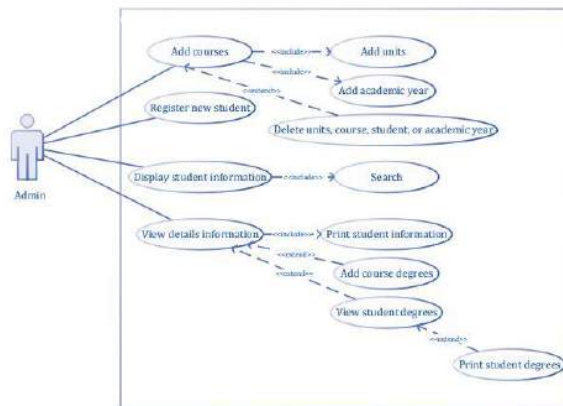 Add courses
<<include>>
Add units
<<include>>
Add academic year
<<extend>>
Register new student
Delete units, course, student, or academic year
Admin
Display student information
<<include>>
Search
View details information
<<include>>
Print student information
<<extend>>
Add course degrees
<<extend>>
View student degrees
<<extend>>
Print student degrees